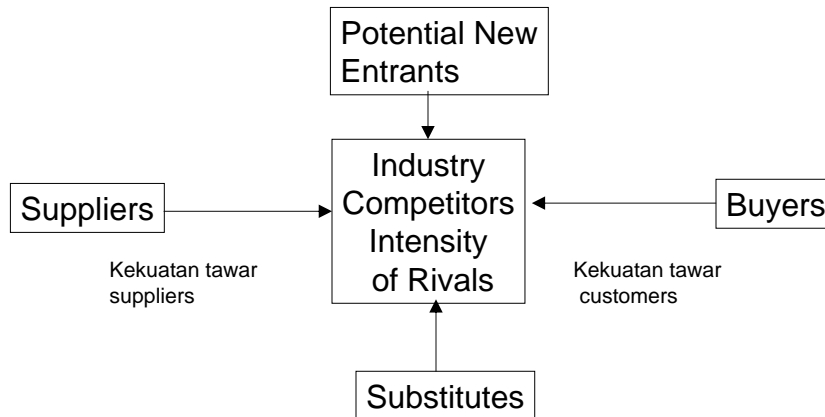 Potential New
Entrants
Industry
Competitors
Intensity
of Rivals
Suppliers
Buyers
Kekuatan tawar
suppliers
Kekuatan tawar
customers
Substitutes